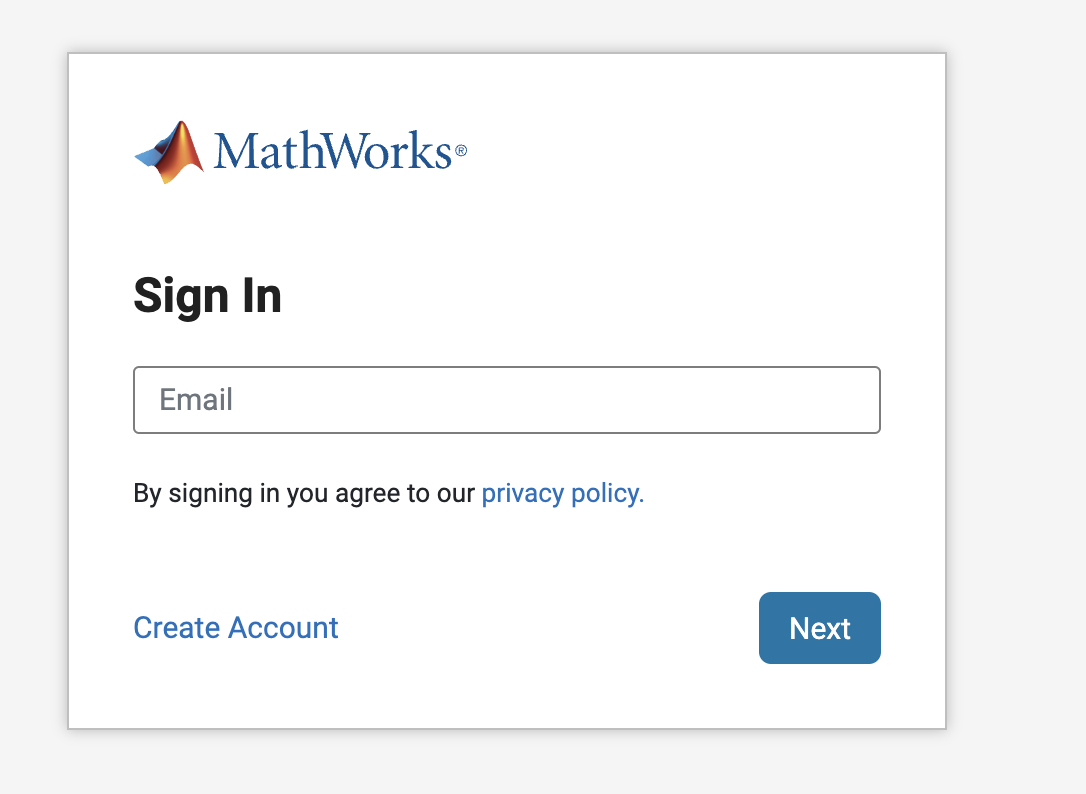 MathWorks®
Sign In
Email
By signing in you agree to our privacy policy.
Create Account
Next